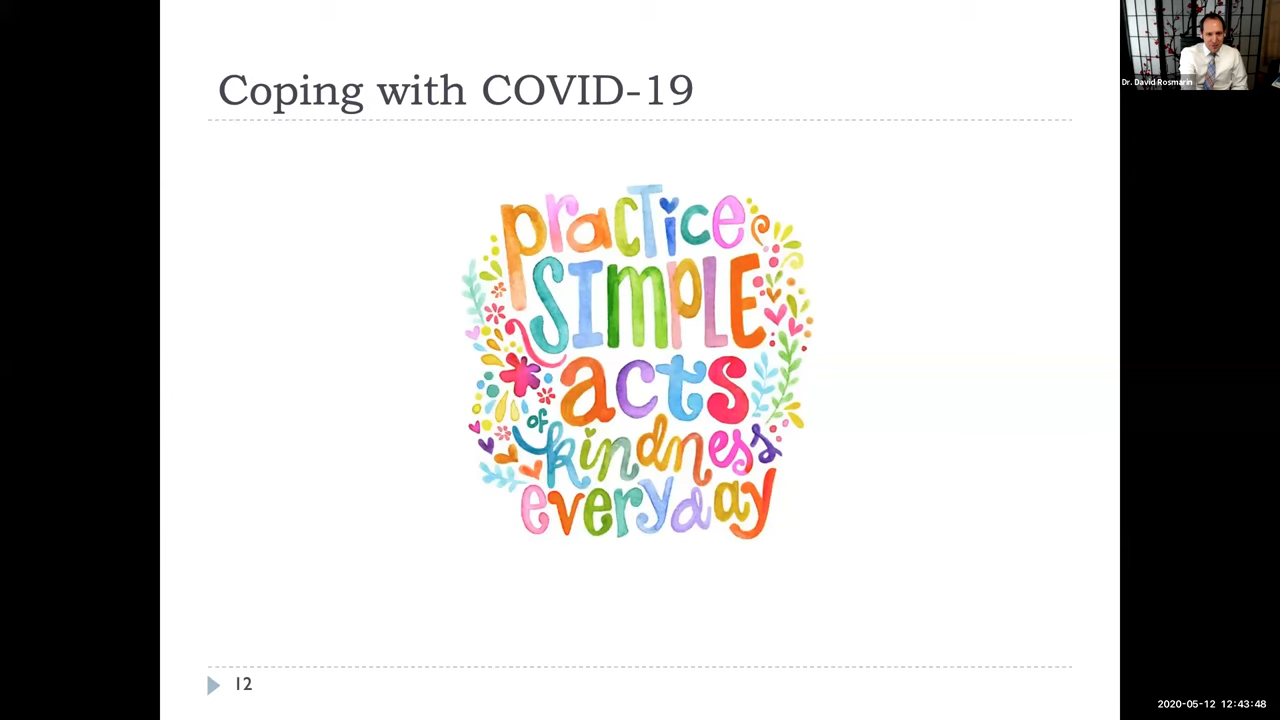 Coping with COVID-19
Dr. David Rosmarin
practice
SIMPLE
acts
of
kindness
everyday
12
2020-05-12 12:43:48